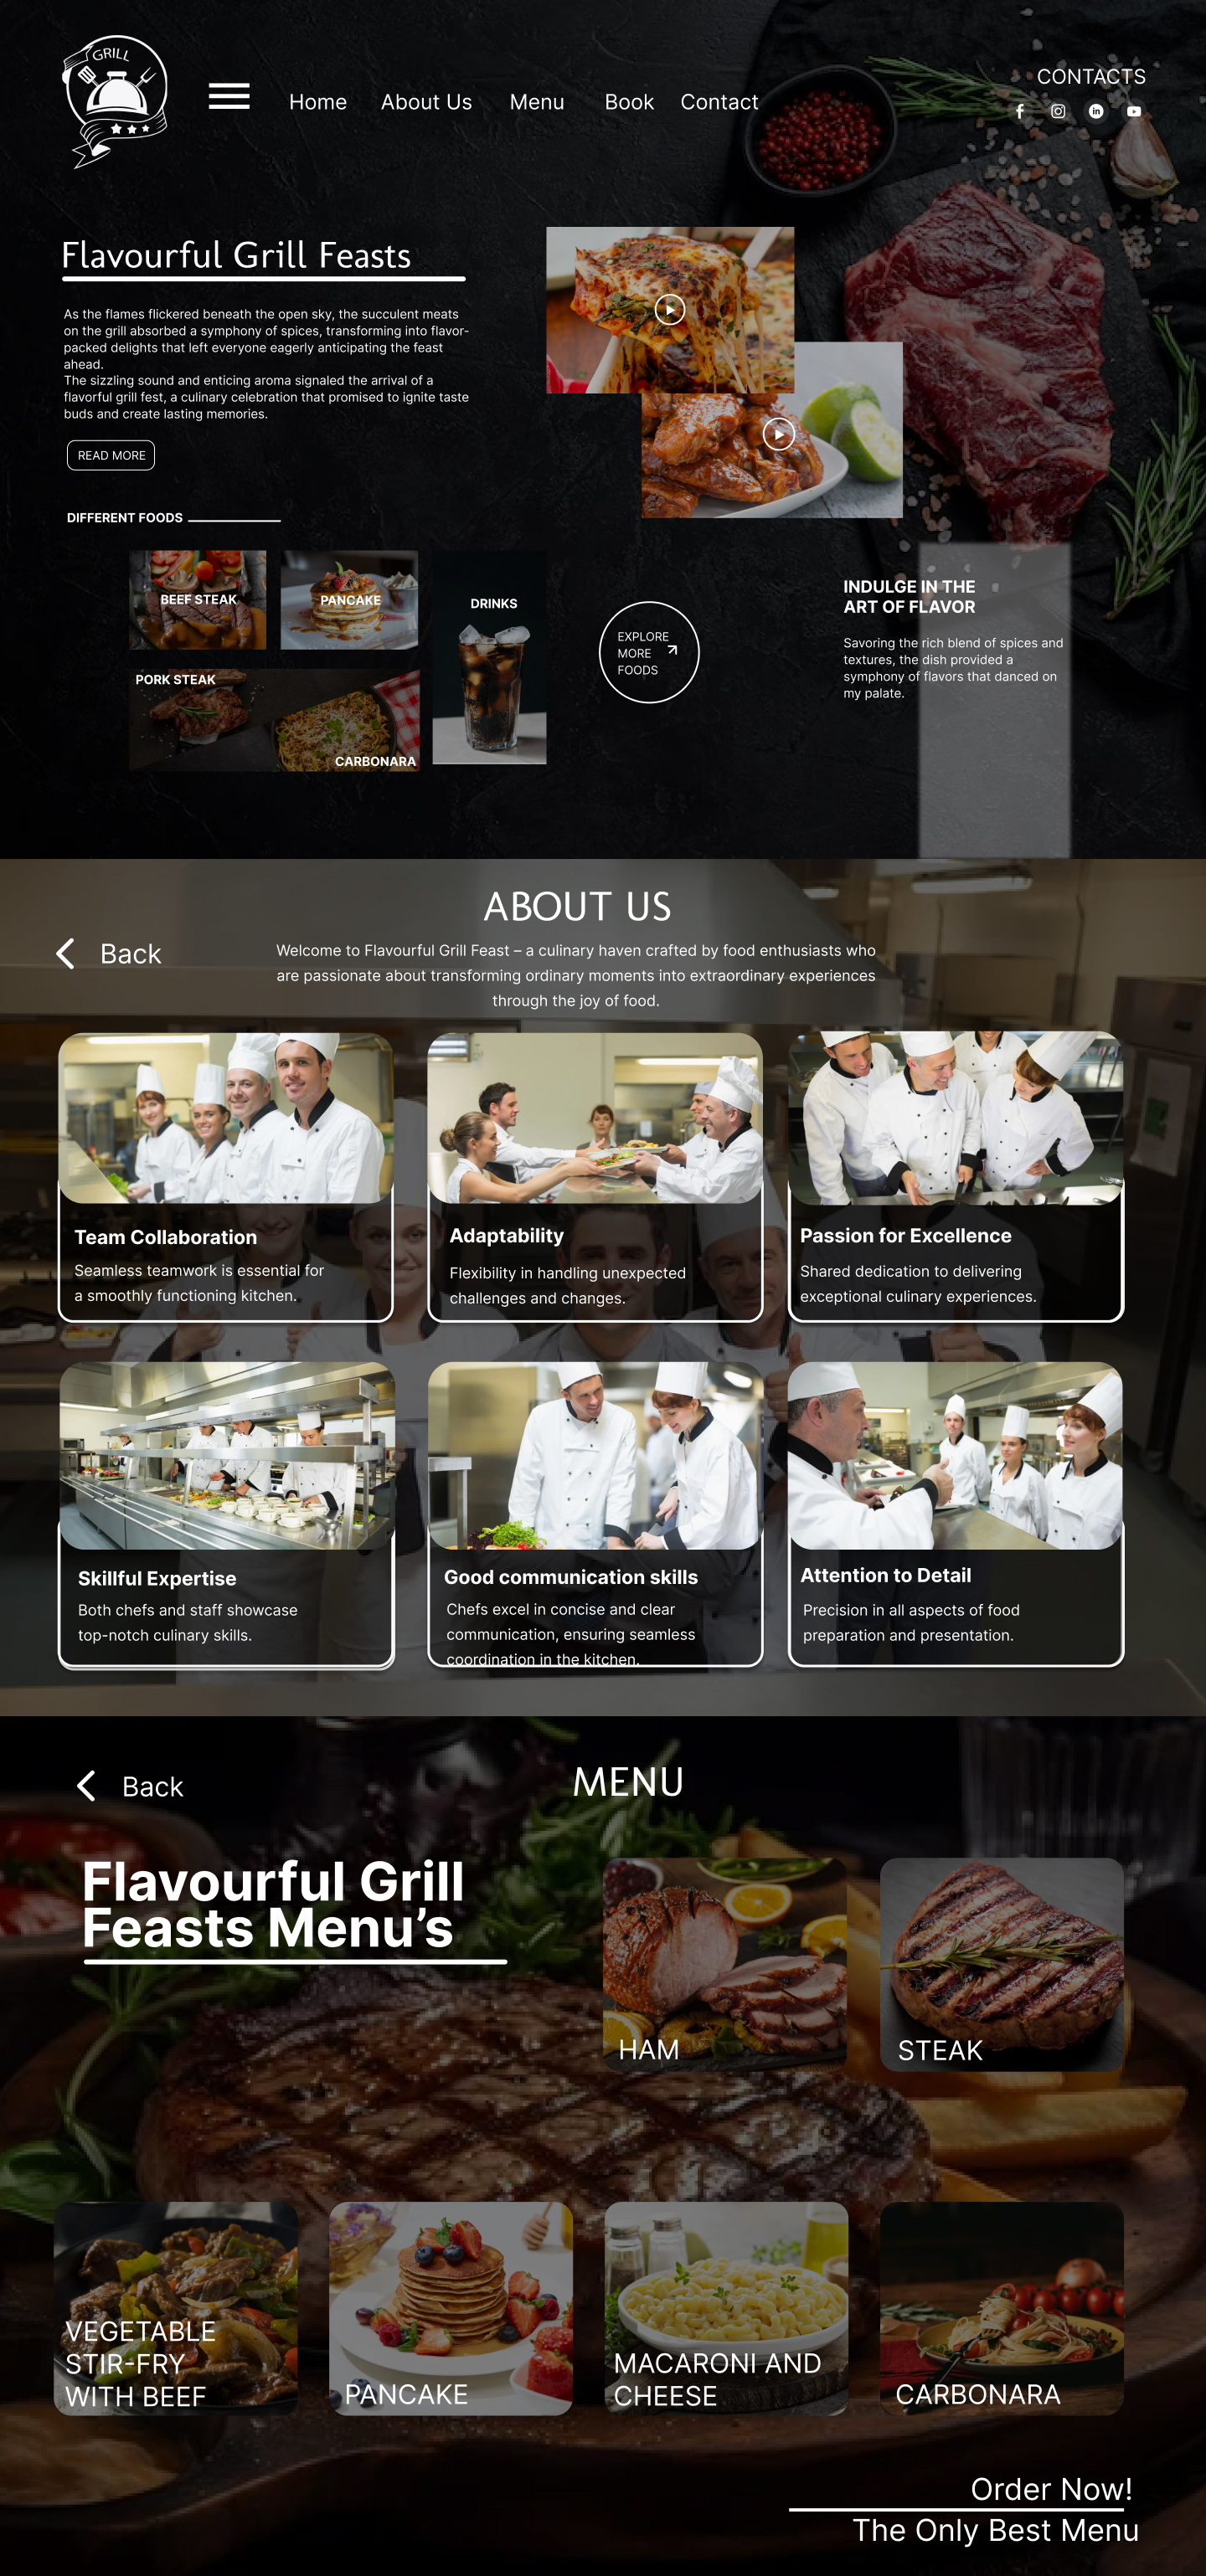 GRILL
Home About Us Menu Book Contact
CONTACTS
Flavourful Grill Feasts
As the flames flickered beneath the open sky, the succulent meats
on the grill absorbed a symphony of spices, transforming into flavor-
packed delights that left everyone eagerly anticipating the feast
ahead.
The sizzling sound and enticing aroma signaled the arrival of a
flavorful grill fest, a culinary celebration that promised to ignite taste
buds and create lasting memories.
READ MORE
DIFFERENT FOODS
BEEF STEAK
PANCAKE
DRINKS
PORK STEAK
CARBONARA
EXPLORE
MORE
FOODS
INDULGE IN THE
ART OF FLAVOR
Savoring the rich blend of spices and
textures, the dish provided a
symphony of flavors that danced on
my palate.
ABOUT US
Back
Welcome to Flavourful Grill Feast – a culinary haven crafted by food enthusiasts who
are passionate about transforming ordinary moments into extraordinary experiences
through the joy of food.
Team Collaboration
Seamless teamwork is essential for
a smoothly functioning kitchen.
Adaptability
Flexibility in handling unexpected
challenges and changes.
Passion for Excellence
Shared dedication to delivering
exceptional culinary experiences.
Skillful Expertise
Both chefs and staff showcase
top-notch culinary skills.
Good communication skills
Chefs excel in concise and clear
communication, ensuring seamless
coordination in the kitchen.
Attention to Detail
Precision in all aspects of food
preparation and presentation.
Back
MENU
Flavourful Grill
Feasts Menu’s
HAM
STEAK
VEGETABLE
STIR-FRY
WITH BEEF
PANCAKE
MACARONI AND
CHEESE
CARBONARA
Order Now!
The Only Best Menu